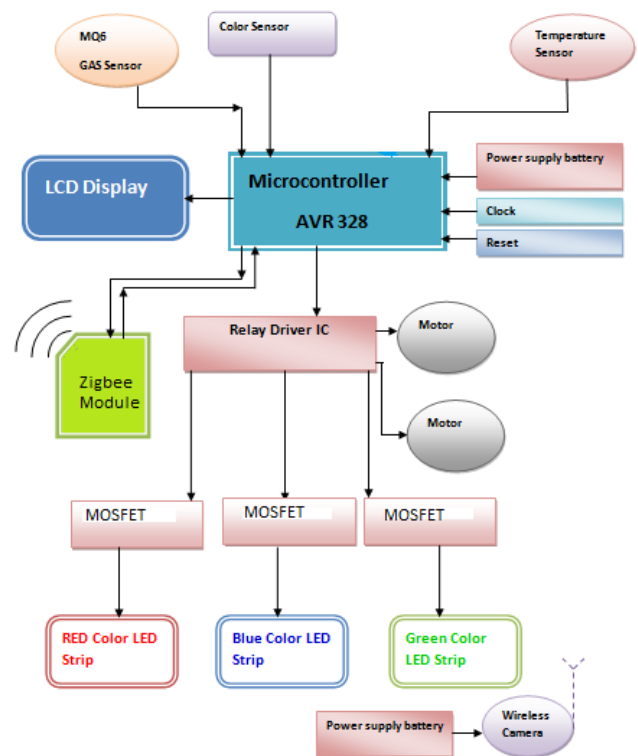 MQ6
GAS Sensor
Color Sensor
Temperature
Sensor
LCD Display
Microcontroller
AVR 328
Power supply battery
Clock
Reset
Relay Driver IC
Motor
Motor
Zigbee
Module
MOSFET
MOSFET
MOSFET
RED Color LED
Strip
Blue Color LED
Strip
Green Color
LED Strip
Power supply battery
Wireless
Camera